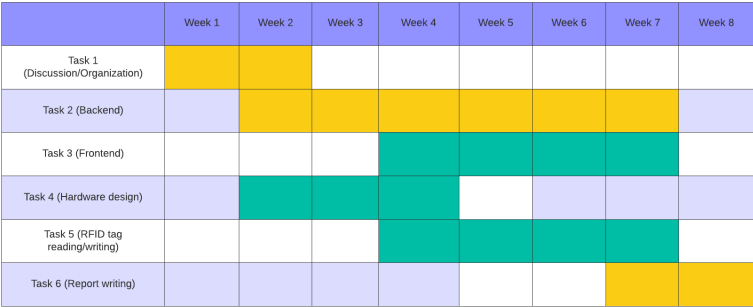 Week 1 Week 2 Week 3 Week 4 Week 5 Week 6 Week 7 Week 8
Task 1
(Discussion/Organization)
Task 2 (Backend)
Task 3 (Frontend)
Task 4 (Hardware design)
Task 5 (RFID tag
reading/writing)
Task 6 (Report writing)